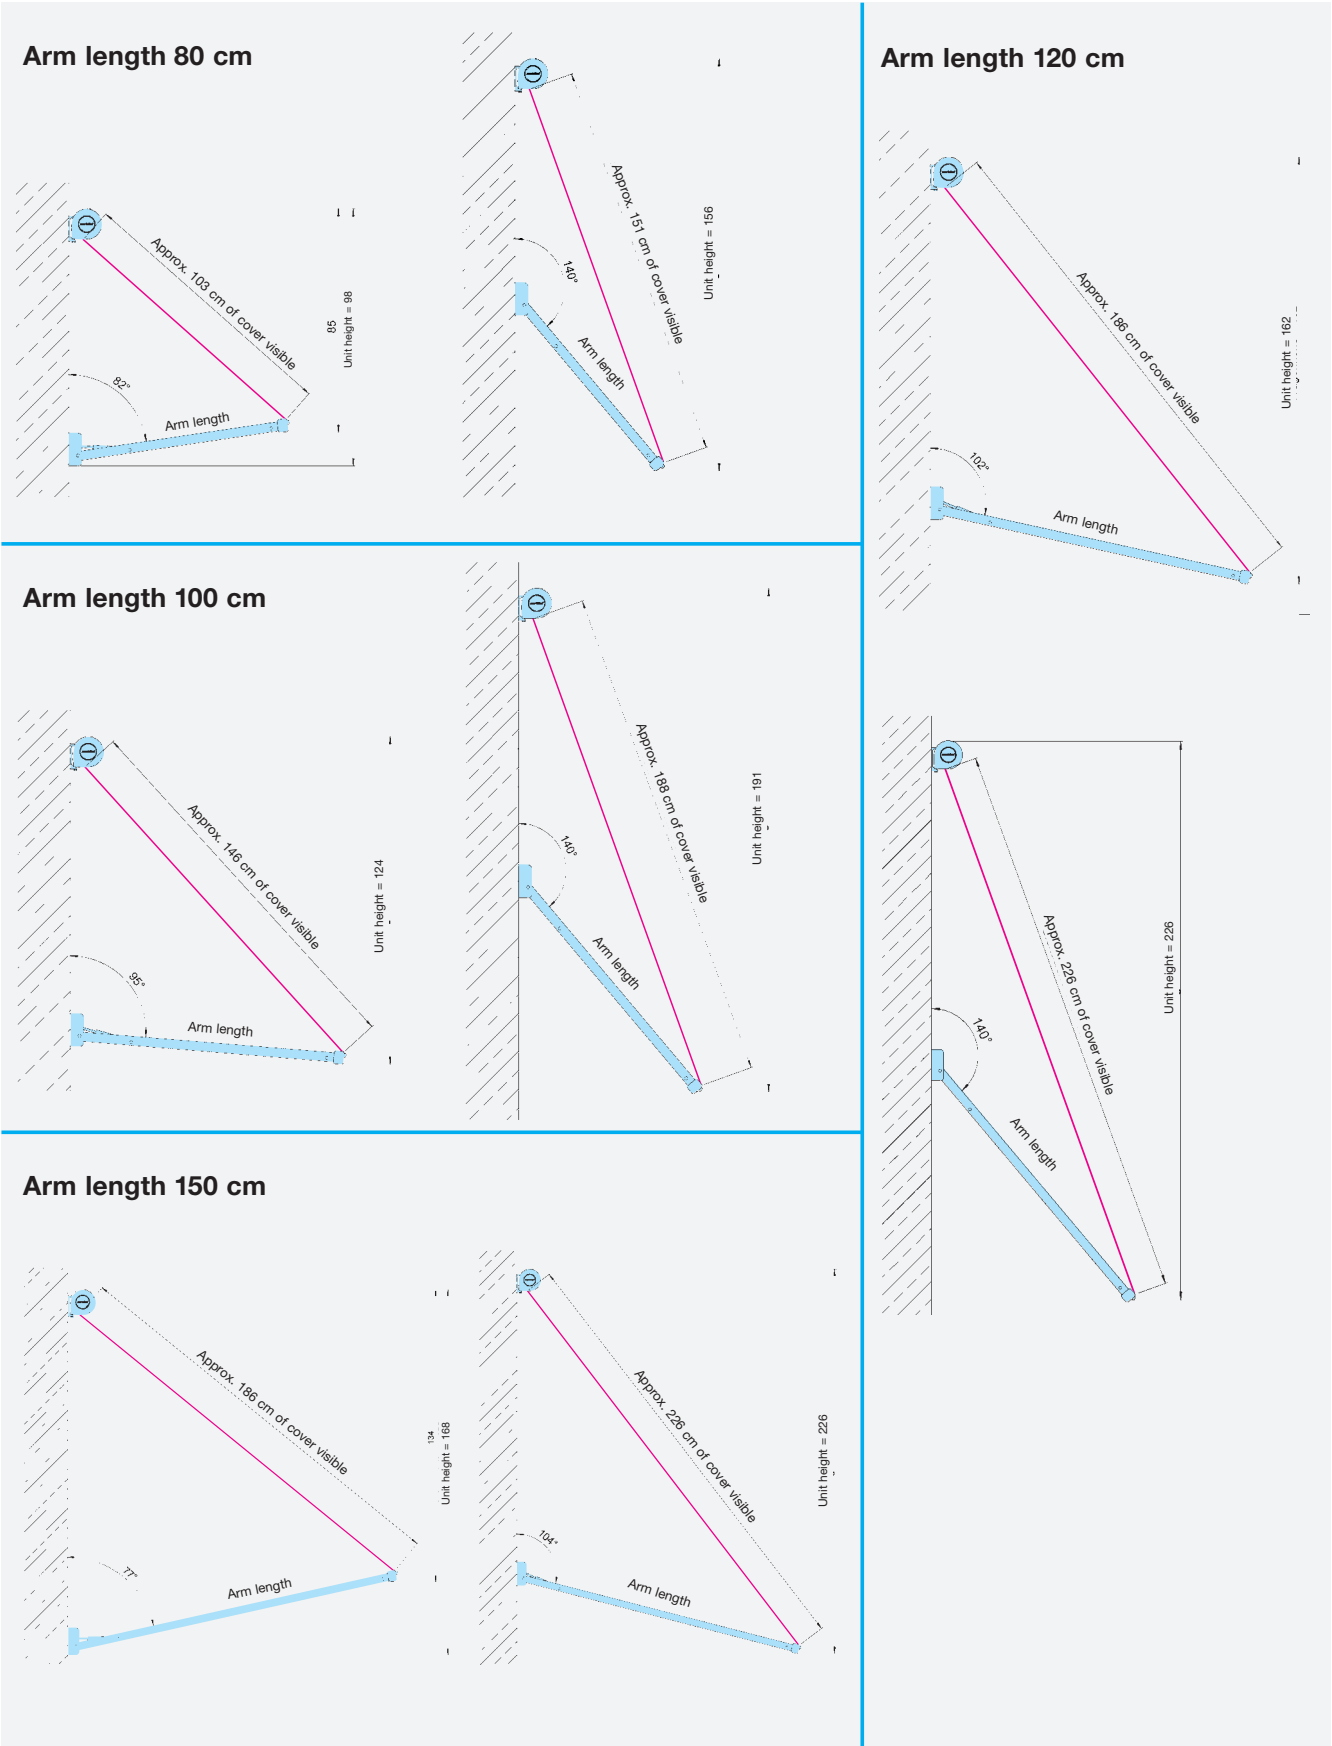 Arm length 80 cm
Approx. 103 cm of cover visible
82°
Arm length
85
Unit height = 98
Approx. 151 cm of cover visible
140°
Arm length
Unit height = 156
Arm length 100 cm
Approx. 146 cm of cover visible
95°
Arm length
Unit height = 124
Approx. 188 cm of cover visible
140°
Arm length
Unit height = 191
Arm length 150 cm
Approx. 186 cm of cover visible
77°
Arm length
134
Unit height = 168
Approx. 226 cm of cover visible
104°
Arm length
Unit height = 226
Arm length 120 cm
Approx. 186 cm of cover visible
102°
Arm length
Unit height = 162
Approx. 226 cm of cover visible
140°
Arm length
Unit height = 226